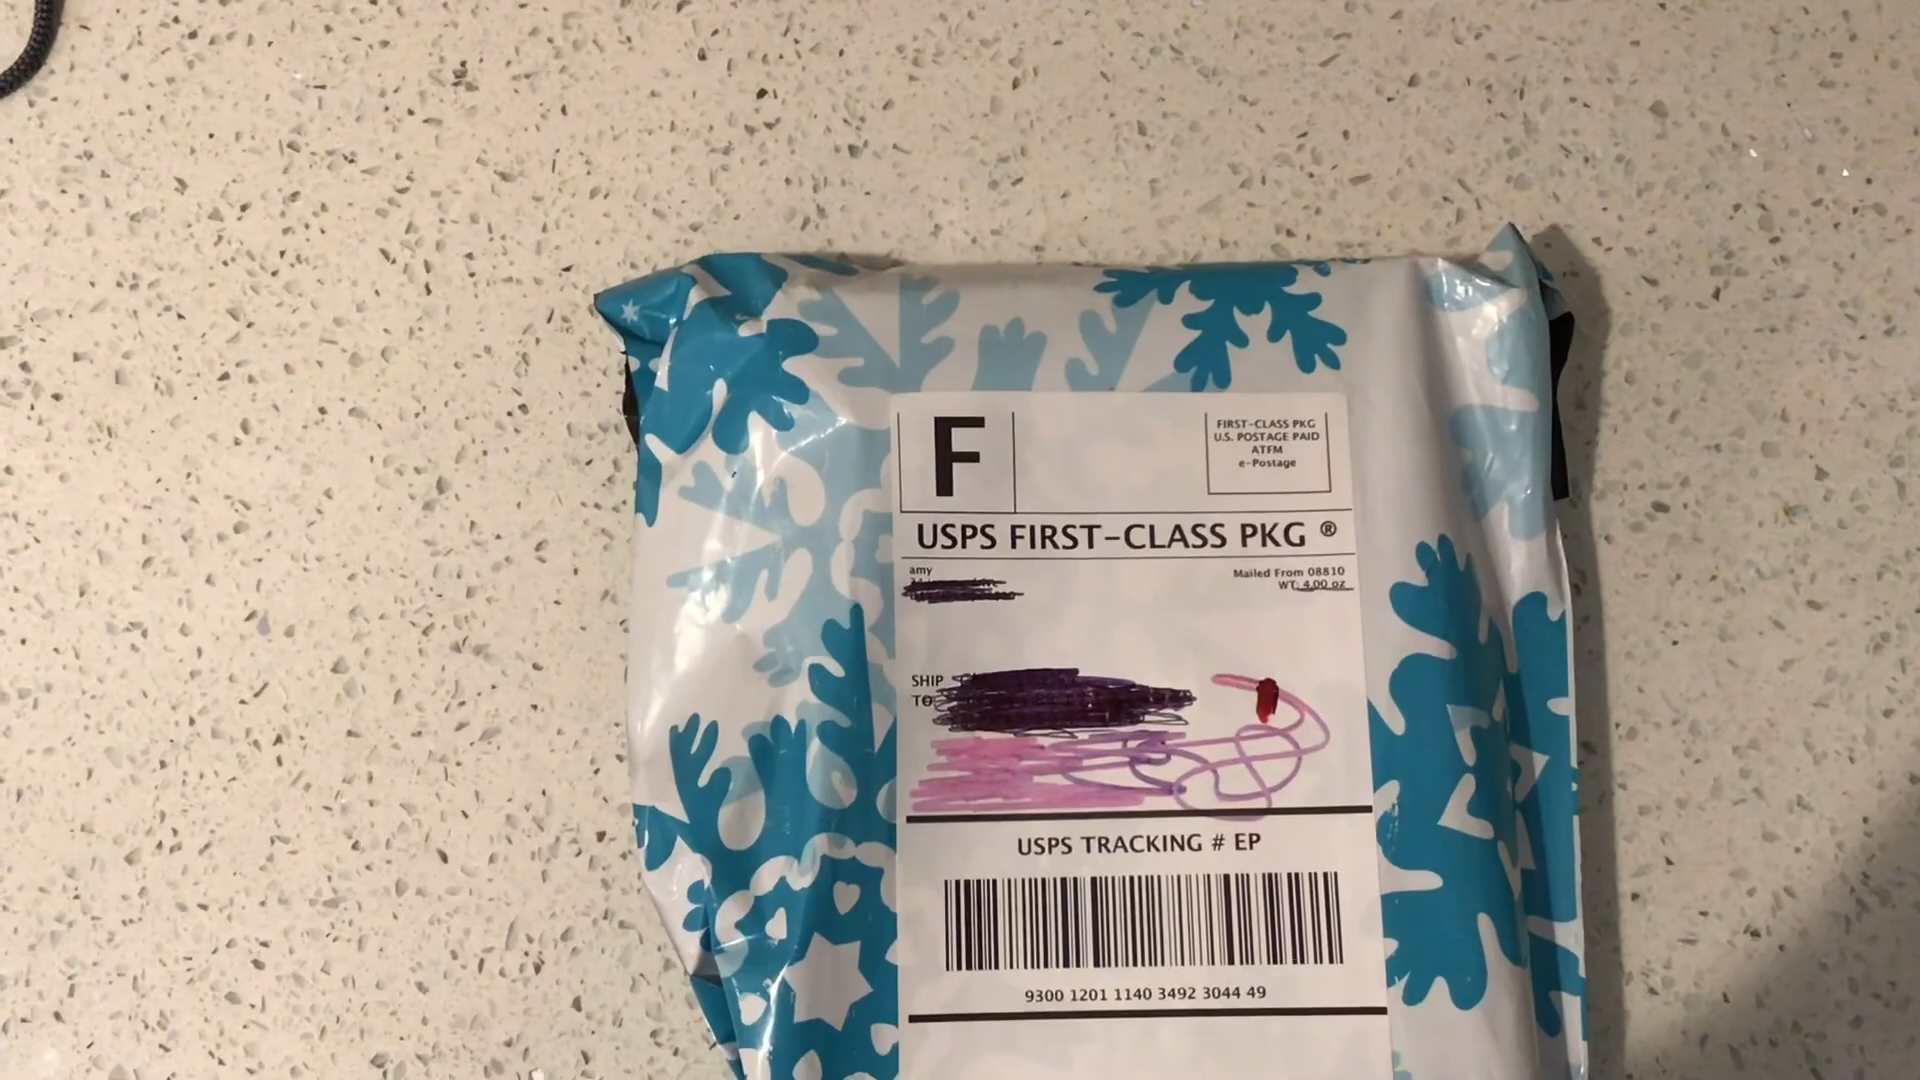 F
FIRST-CLASS PKG
U.S. POSTAGE PAID
ATFM
e-Postage
USPS FIRST-CLASS PKG ®
amy
Mailed From 08810
WT: 4.00 oz
SHIP
TO
USPS TRACKING # EP
9300 1201 1140 3492 3044 49